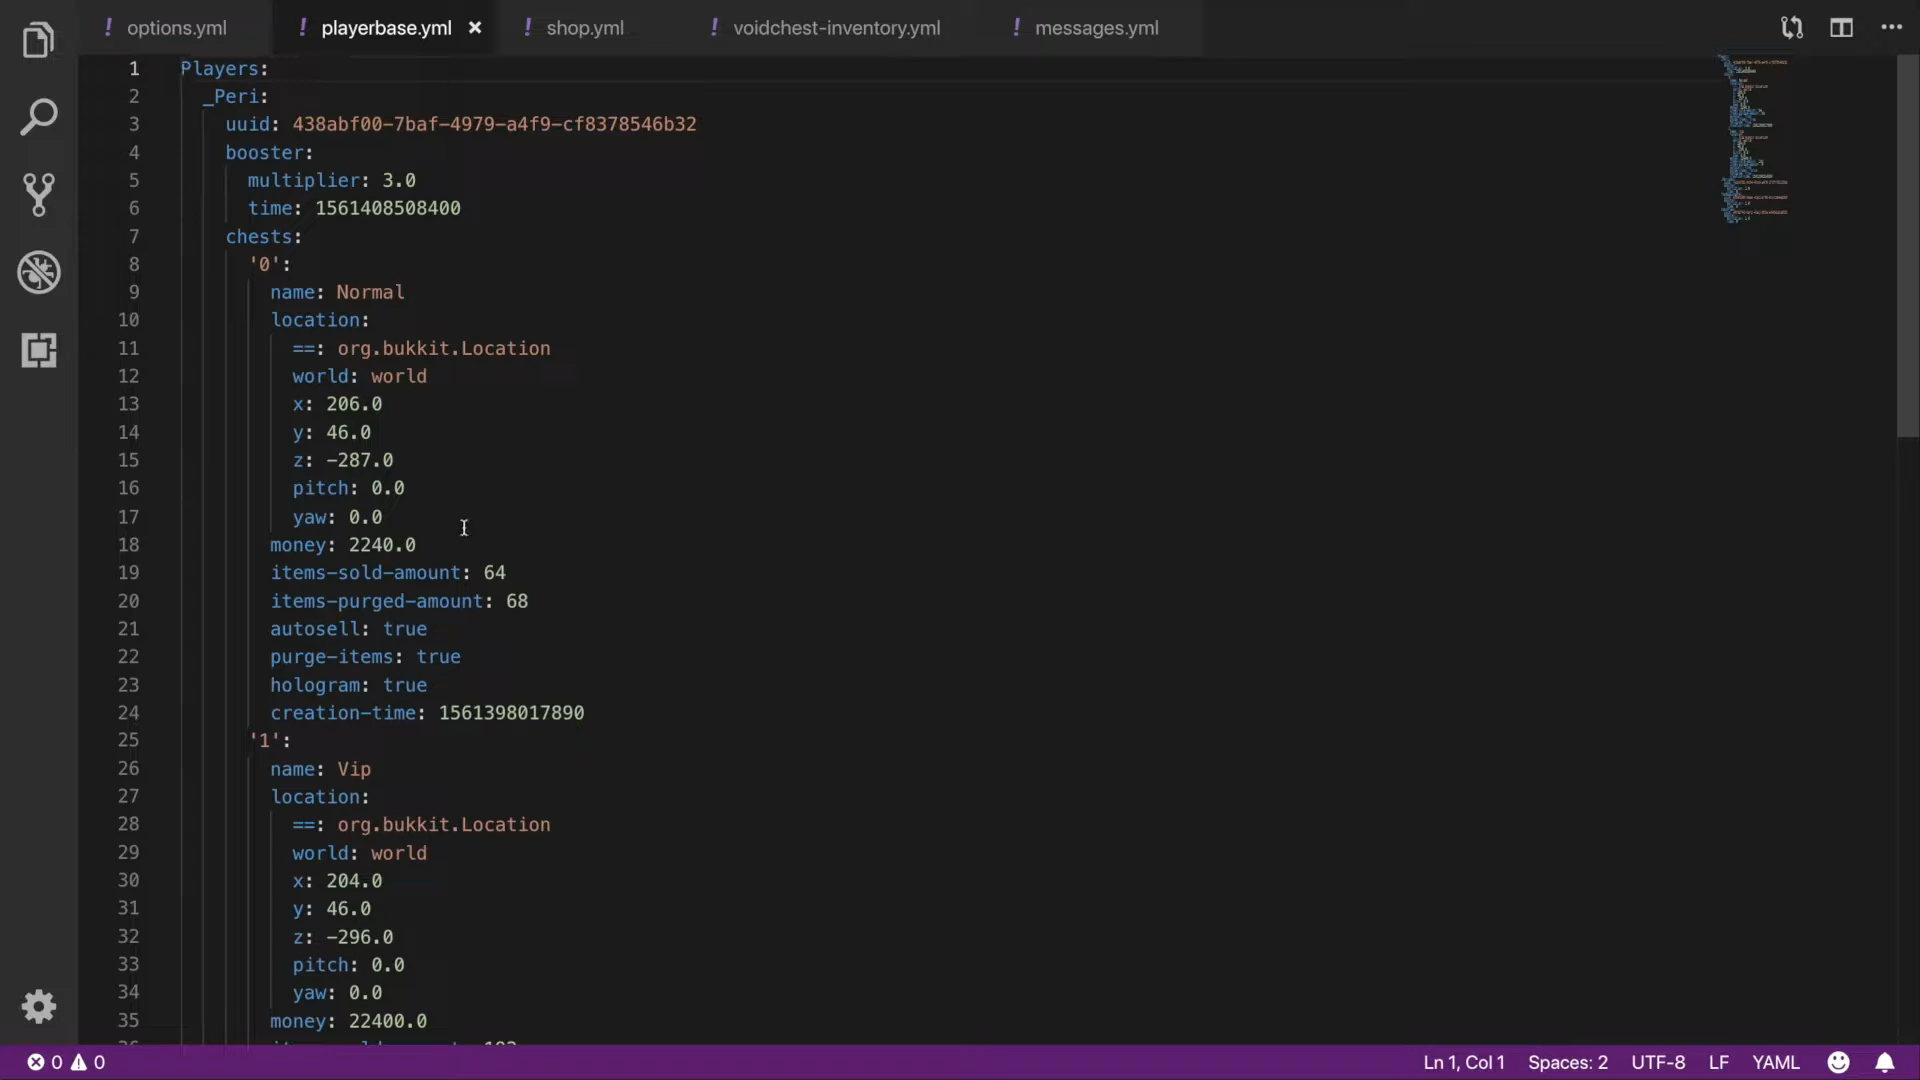 ! options.yml ! playerbase.yml × ! shop.yml ! voidchest-inventory.yml ! messages.yml
1 Players:
2 _Peri:
3 uuid: 438abf00-7baf-4979-a4f9-cf8378546b32
4 booster:
5 multiplier: 3.0
6 time: 1561408508400
7 chests:
8 '0':
9 name: Normal
10 location:
11 ==: org.bukkit.Location
12 world: world
13 x: 206.0
14 y: 46.0
15 z: -287.0
16 pitch: 0.0
17 yaw: 0.0
18 money: 2240.0
19 items-sold-amount: 64
20 items-purged-amount: 68
21 autosell: true
22 purge-items: true
23 hologram: true
24 creation-time: 1561398017890
25 '1':
26 name: Vip
27 location:
28 ==: org.bukkit.Location
29 world: world
30 x: 204.0
31 y: 46.0
32 z: -296.0
33 pitch: 0.0
34 yaw: 0.0
35 money: 22400.0
0 0 Ln 1, Col 1 Spaces: 2 UTF-8 LF YAML